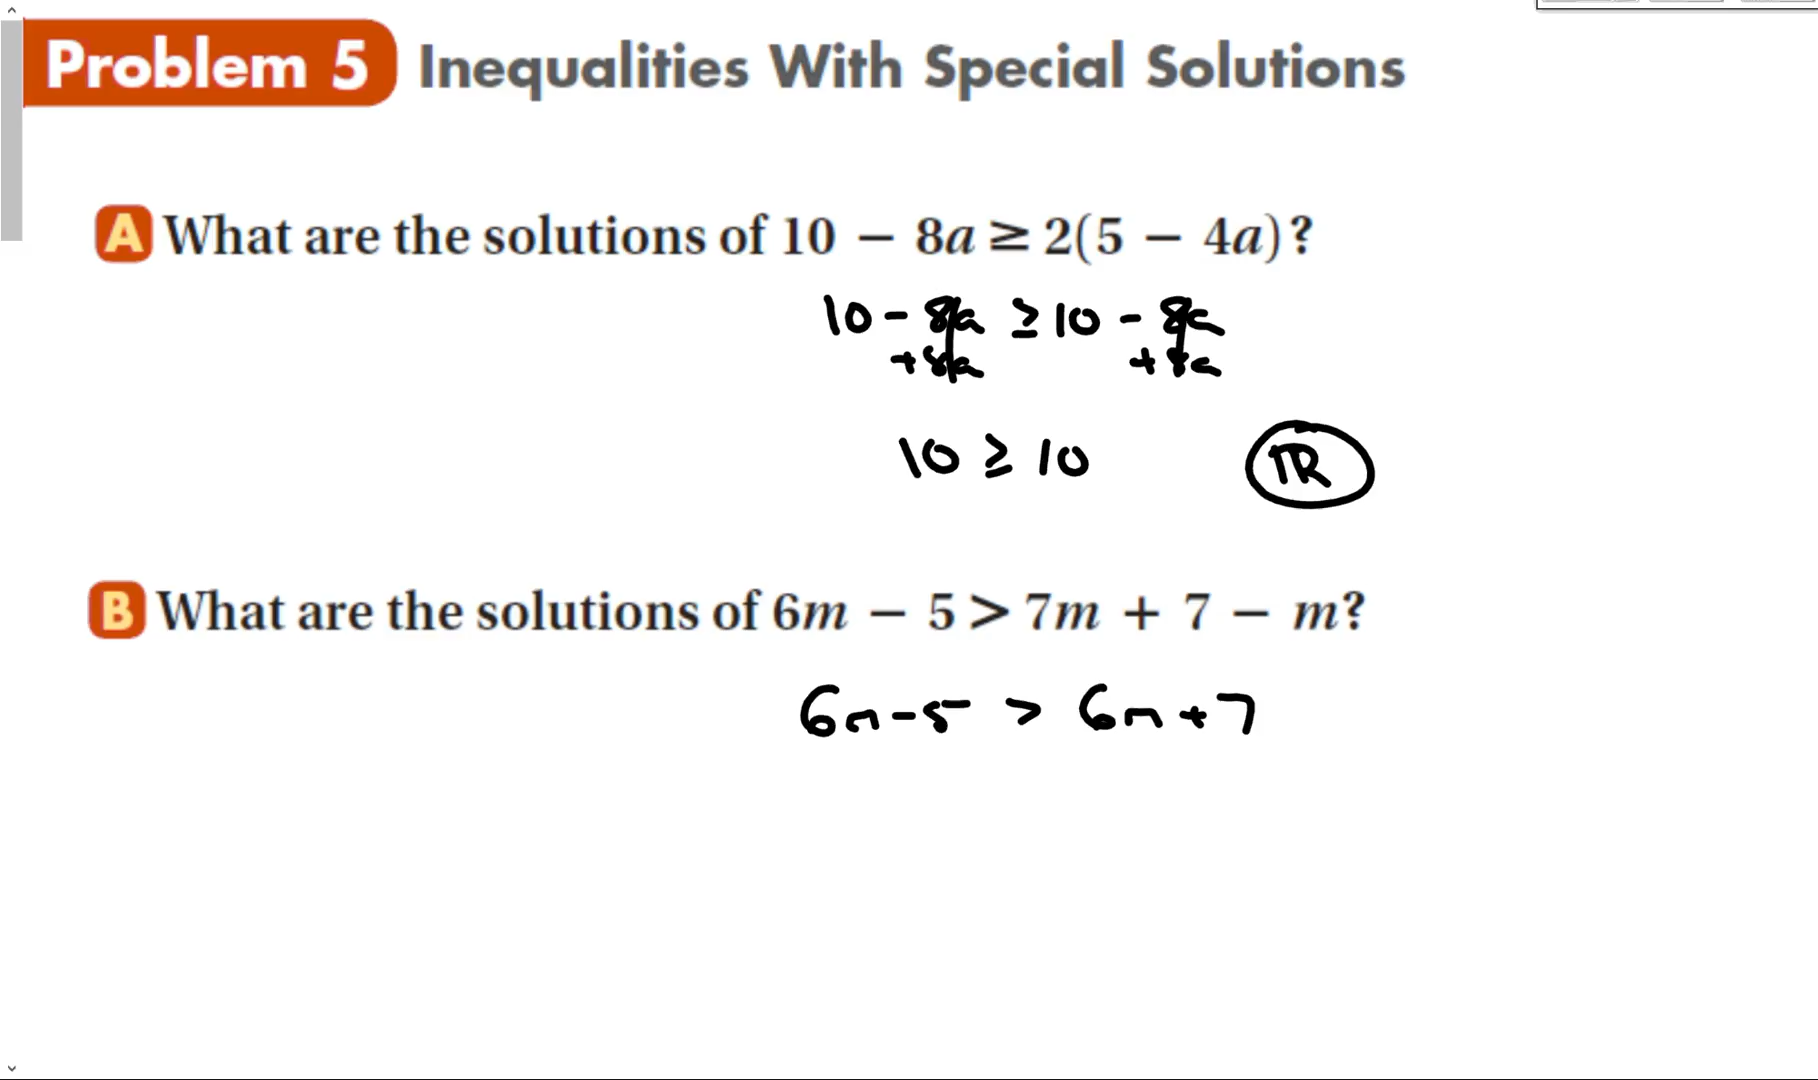 Problem 5 Inequalities With Special Solutions
A What are the solutions of 10 − 8a ≥ 2(5 − 4a)?
10 - 8a ≥ 10 - 8a
+8a +8a
10 ≥ 10 ℝ
B What are the solutions of 6m − 5 > 7m + 7 − m?
6m - 5 > 6m + 7